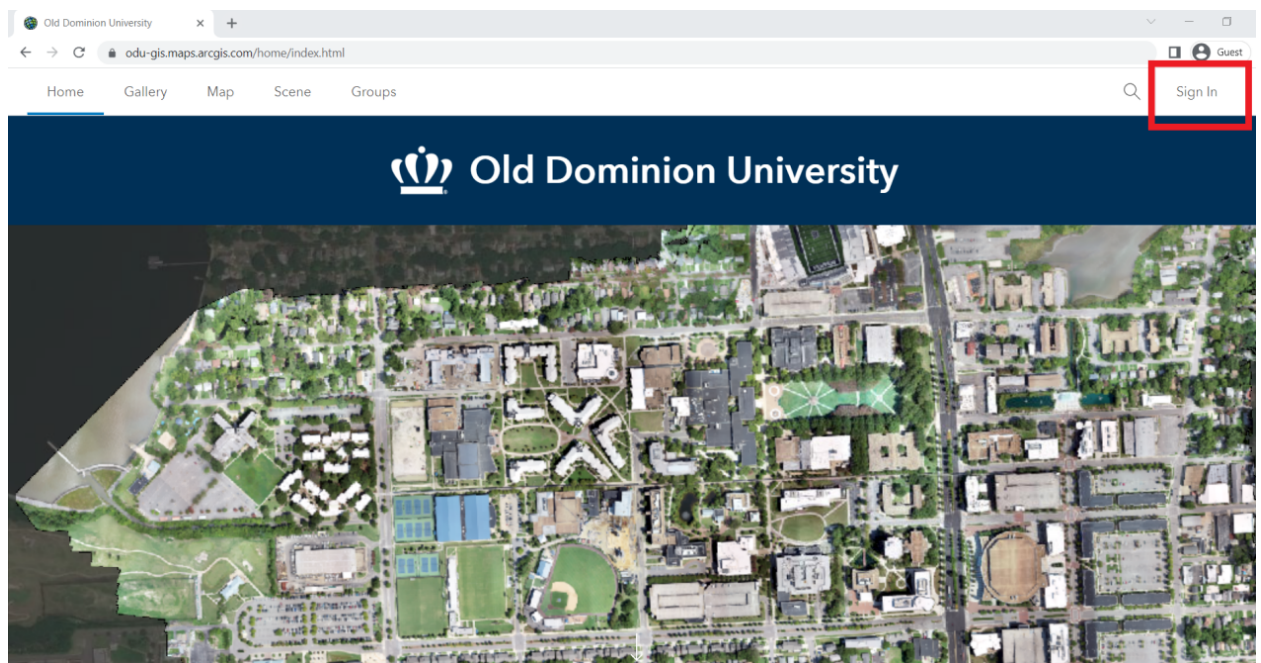 Old Dominion University
odu-gis.maps.arcgis.com/home/index.html
Guest
Home Gallery Map Scene Groups Sign In
Old Dominion University